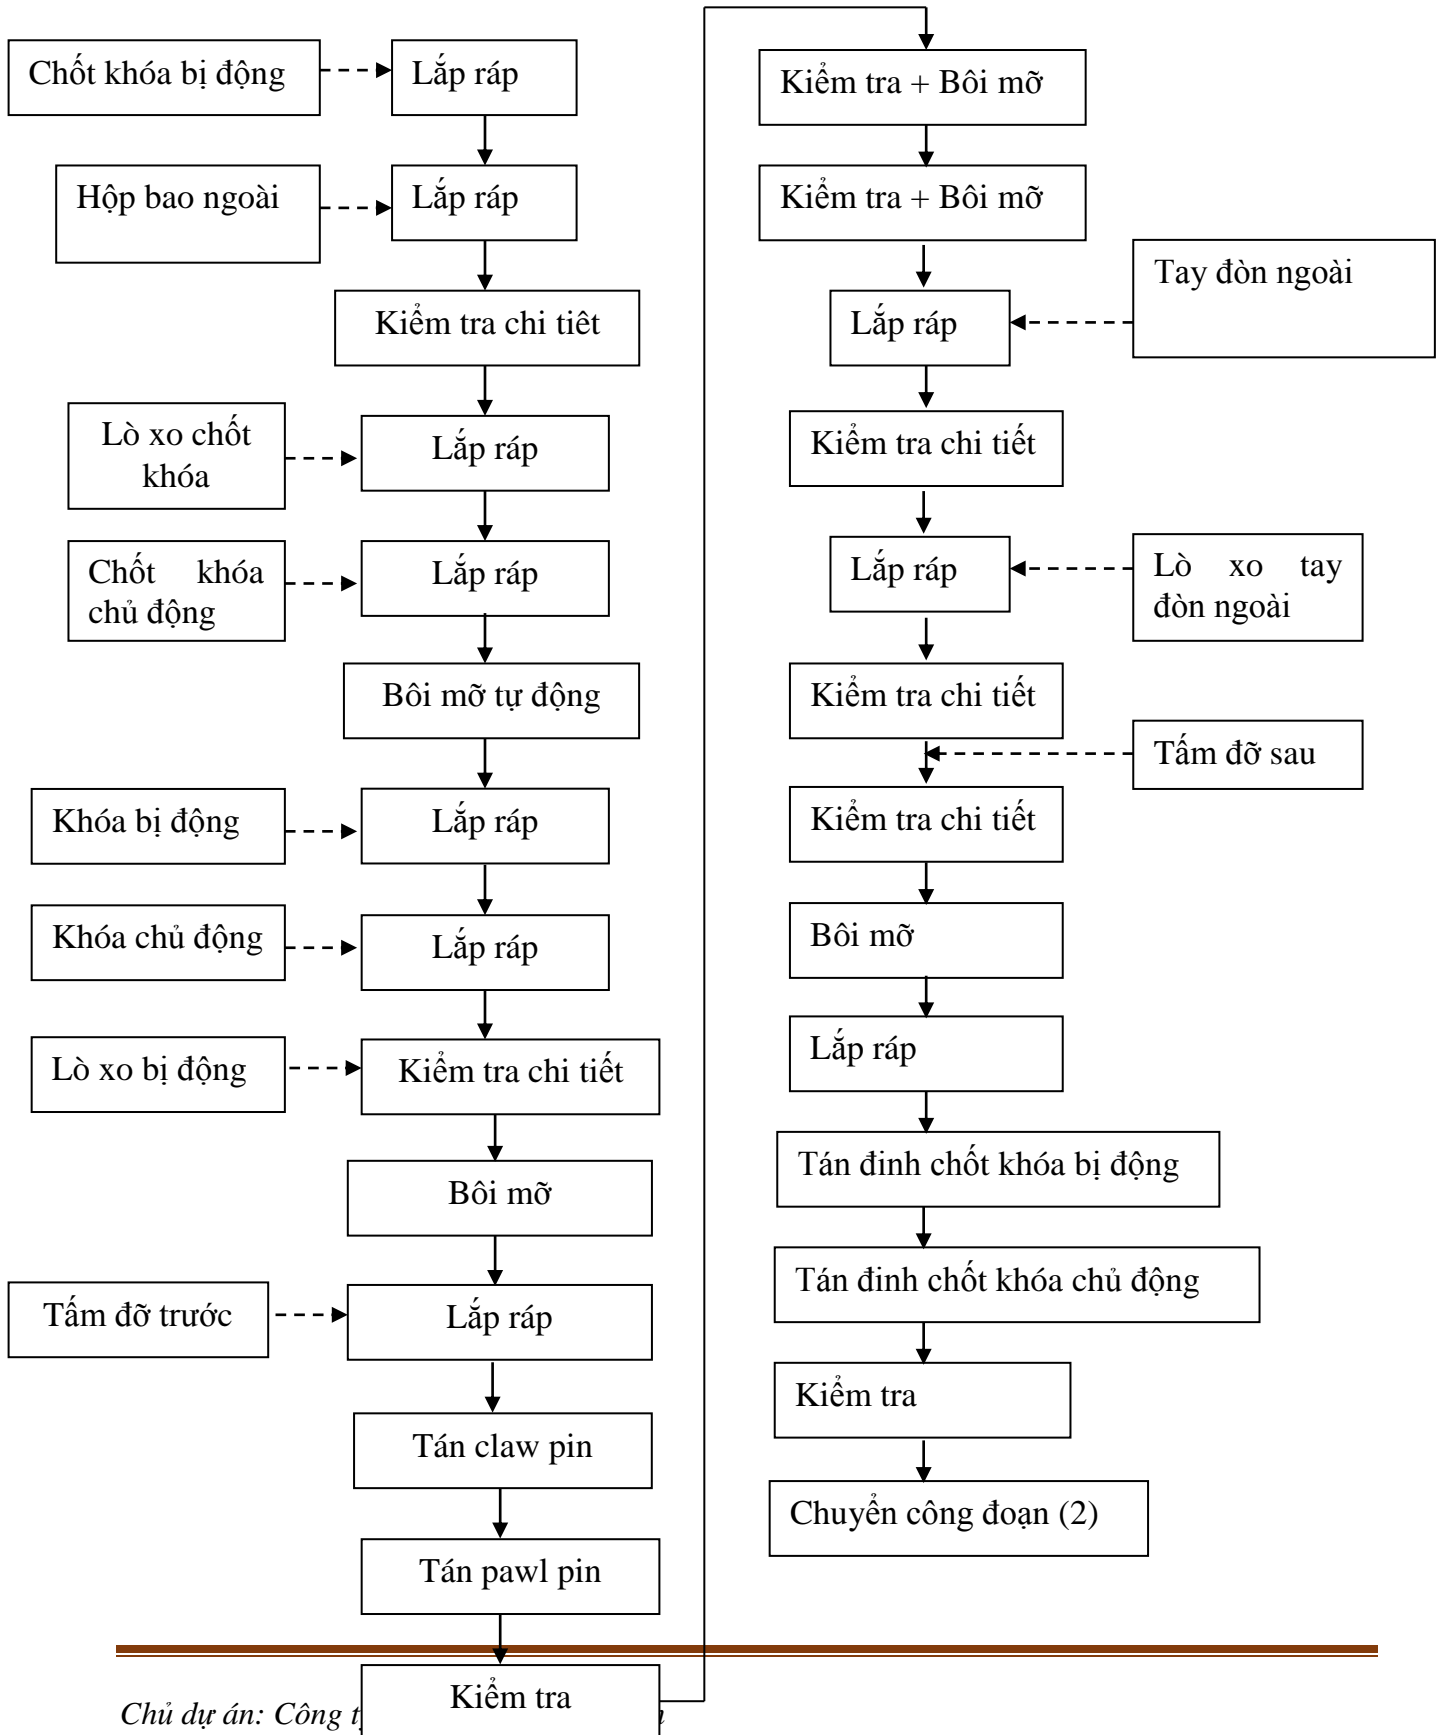 Chốt khóa bị động
Lắp ráp
Hộp bao ngoài
Lắp ráp
Kiểm tra chi tiêt
Lò xo chốt
khóa
Lắp ráp
Chốt khóa
chủ động
Lắp ráp
Bôi mỡ tự động
Khóa bị động
Lắp ráp
Khóa chủ động
Lắp ráp
Lò xo bị động
Kiểm tra chi tiết
Bôi mỡ
Tấm đỡ trước
Lắp ráp
Tán claw pin
Tán pawl pin
Kiểm tra
Kiểm tra + Bôi mỡ
Kiểm tra + Bôi mỡ
Tay đòn ngoài
Lắp ráp
Kiểm tra chi tiết
Lắp ráp
Lò xo tay
đòn ngoài
Kiểm tra chi tiết
Tấm đỡ sau
Kiểm tra chi tiết
Bôi mỡ
Lắp ráp
Tán đinh chốt khóa bị động
Tán đinh chốt khóa chủ động
Kiểm tra
Chuyển công đoạn (2)
Chủ dự án: Công